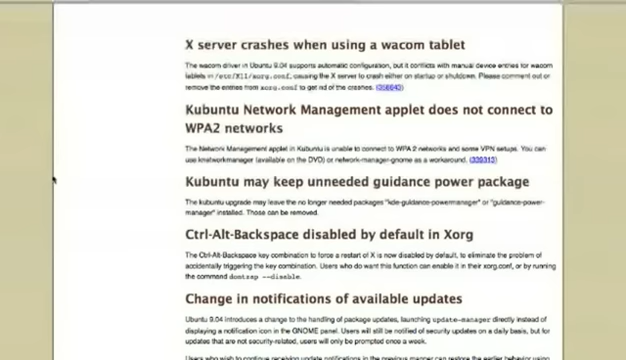 X server crashes when using a wacom tablet
The wacom driver in Ubuntu 9.04 supports automatic configuration, but it conflicts with manual device entries for wacom
tablets in /etc/X11/xorg.conf, causing the X server to crash either on startup or shutdown. Please comment out or
remove the entries from xorg.conf to get rid of the crashes. (358643)
Kubuntu Network Management applet does not connect to
WPA2 networks
The Network Management applet in Kubuntu is unable to connect to WPA 2 networks and some VPN setups. You can
use knetworkmanager (available on the DVD) or network-manager-gnome as a workaround. (339313)
Kubuntu may keep unneeded guidance power package
The kubuntu upgrade may leave the no longer needed packages "kde-guidance-powermanager" or "guidance-power-
manager" installed. Those can be removed.
Ctrl-Alt-Backspace disabled by default in Xorg
The Ctrl-Alt-Backspace key combination to force a restart of X is now disabled by default, to eliminate the problem of
accidentally triggering the key combination. Users who do want this function can enable it in their xorg.conf, or by running
the command dontzap --disable.
Change in notifications of available updates
Ubuntu 9.04 introduces a change to the handling of package updates, launching update-manager directly instead of
displaying a notification icon in the GNOME panel. Users will still be notified of security updates on a daily basis, but for
updates that are not security-related, users will only be prompted once a week.
Users who wish to continue receiving update notifications in the previous manner can restore the earlier behavior using